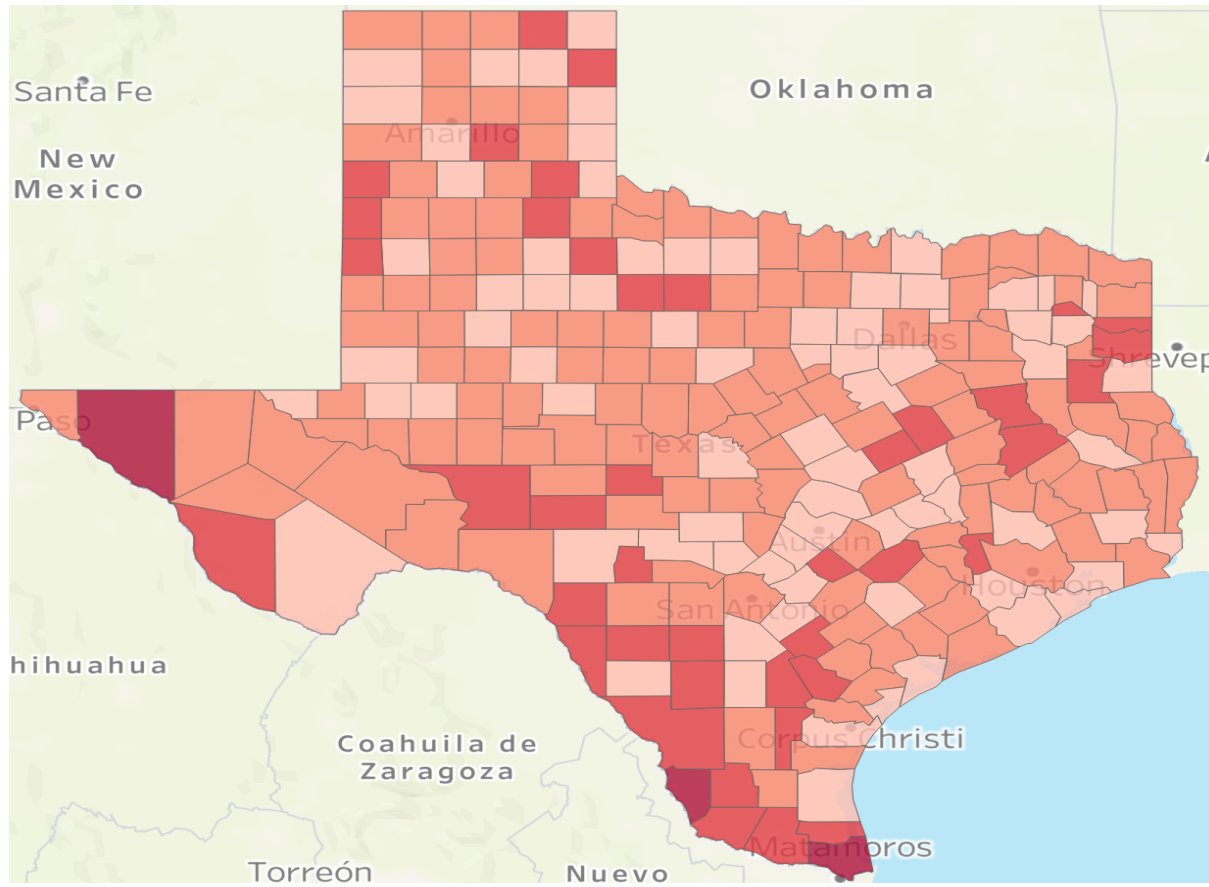 Santa Fe
Oklahoma
Amarillo
New
Mexico
Dallas
Shrevep
Paso
Texas
Austin
Houston
San Antonio
hihuahua
Coahuila de
Zaragoza
Corpus Christi
Matamoros
Torreón
Nuevo